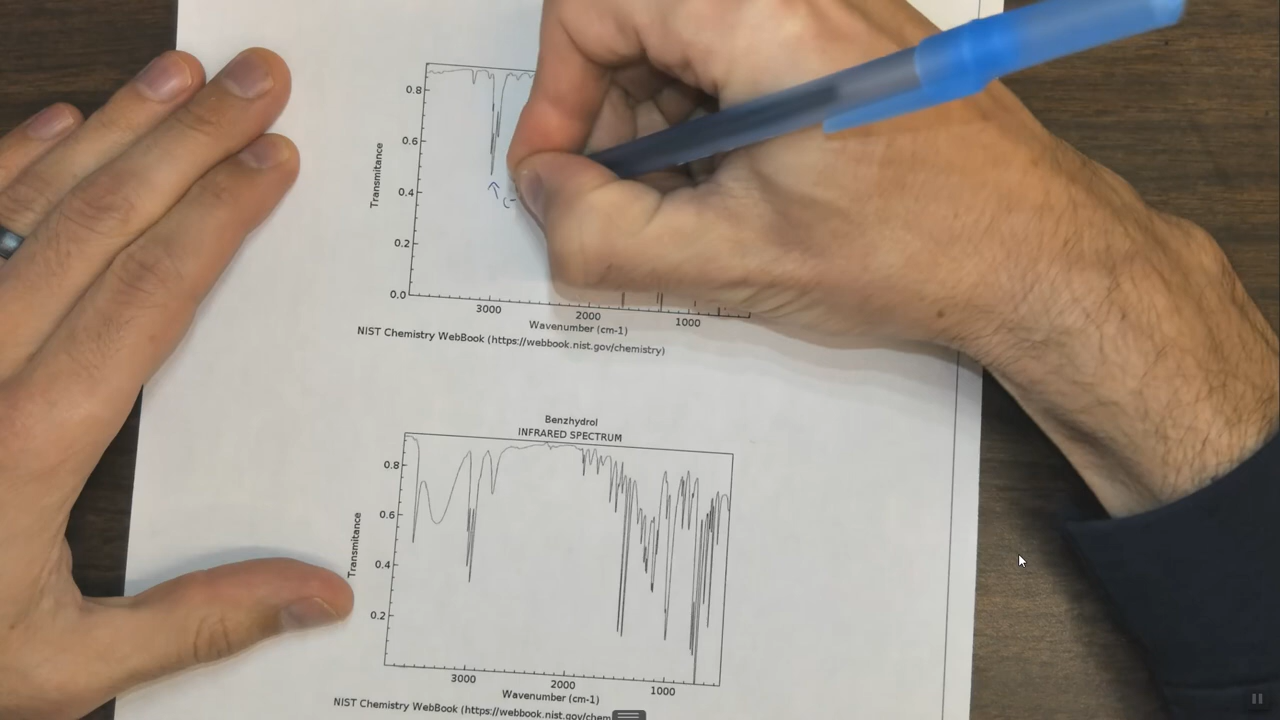 0.8
0.6
0.4
0.2
0.0
Transmitance
3000 2000 1000
Wavenumber (cm-1)
NIST Chemistry WebBook (https://webbook.nist.gov/chemistry)
C-
Benzhydrol
INFRARED SPECTRUM
0.8
0.6
0.4
0.2
Transmitance
3000 2000 1000
Wavenumber (cm-1)
NIST Chemistry WebBook (https://webbook.nist.gov/chem